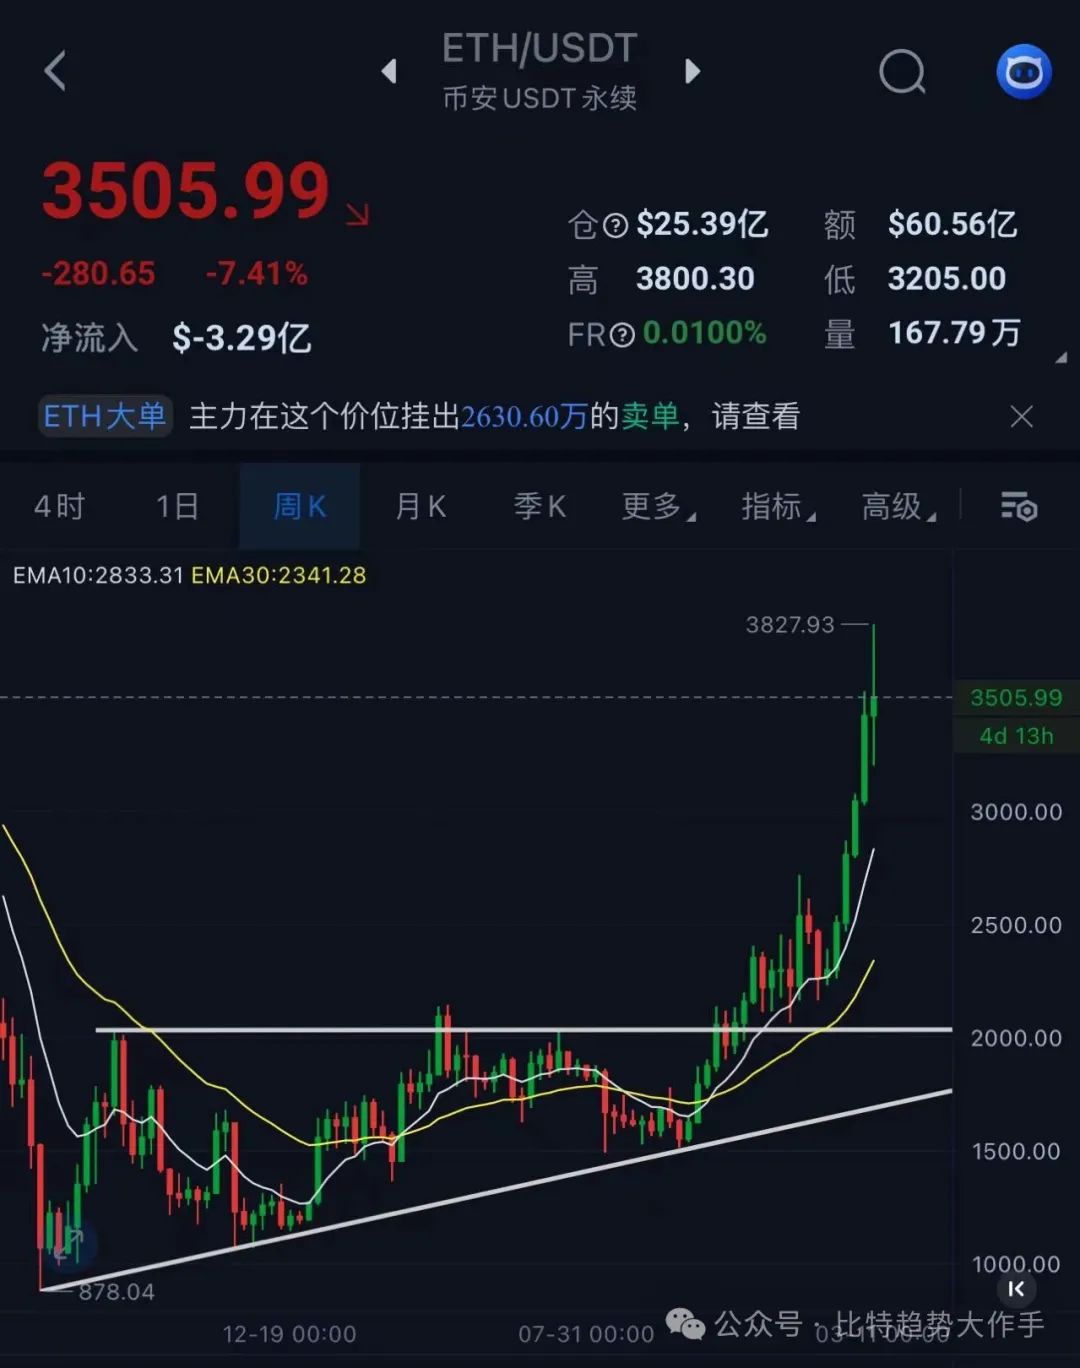 ETH/USDT
币安USDT永续
3505.99
-280.65 -7.41%
净流入 $-3.29亿
仓 ? $25.39亿 额 $60.56亿
高 3800.30 低 3205.00
FR ? 0.0100% 量 167.79万
ETH大单 主力在这个价位挂出2630.60万的卖单，请查看
4时 1日 周K 月K 季K 更多 指标 高级
EMA10:2833.31 EMA30:2341.28
3827.93
3505.99
4d 13h
3000.00
2500.00
2000.00
1500.00
1000.00
878.04
12-19 00:00 07-31 00:00 03-11 00:00
公众号 · 比特趋势大作手